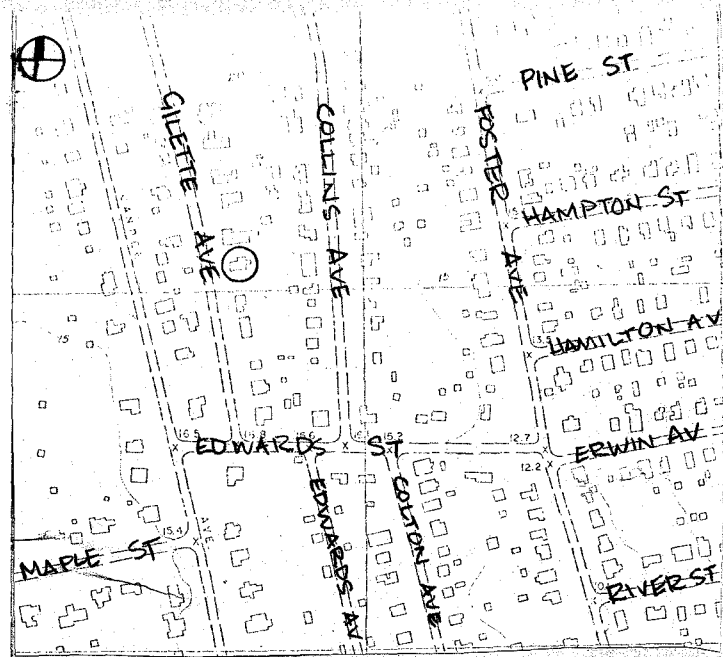 PINE ST
GILETTE AVE
COLLINS AVE
FOSTER AVE
HAMPTON ST
HAMILTON AV
15
16.5
EDWARDS ST
15.2
12.7
ERWIN AV
12.2
EDWARDS AV
COLTON AVE
15.4
AVE
MAPLE ST
RIVER ST